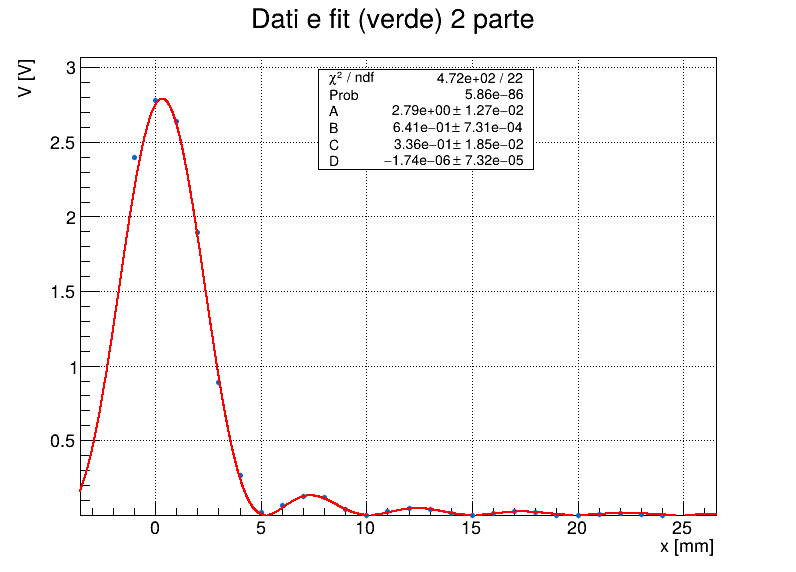 Dati e fit (verde) 2 parte
V [V]
3
2.5
2
1.5
1
0.5
χ² / ndf 4.72e+02 / 22
Prob 5.86e−86
A 2.79e+00 ± 1.27e−02
B 6.41e−01 ± 7.31e−04
C 3.36e−01 ± 1.85e−02
D −1.74e−06 ± 7.32e−05
0 5 10 15 20 25
x [mm]